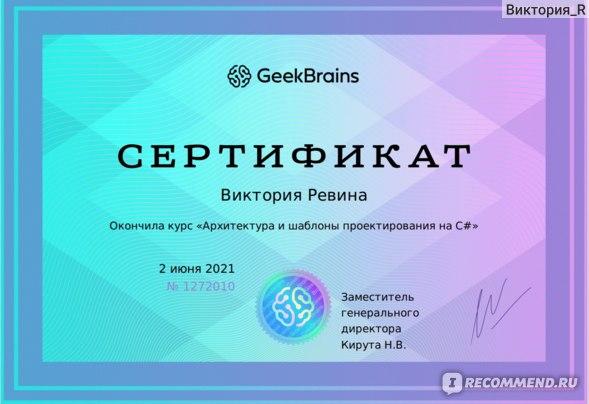 Виктория_R
GeekBrains
СЕРТИФИКАТ
Виктория Ревина
Окончила курс «Архитектура и шаблоны проектирования на C#»
2 июня 2021
№ 1272010
Заместитель
генерального
директора
Кирута Н.В.
IRECOMMEND.RU